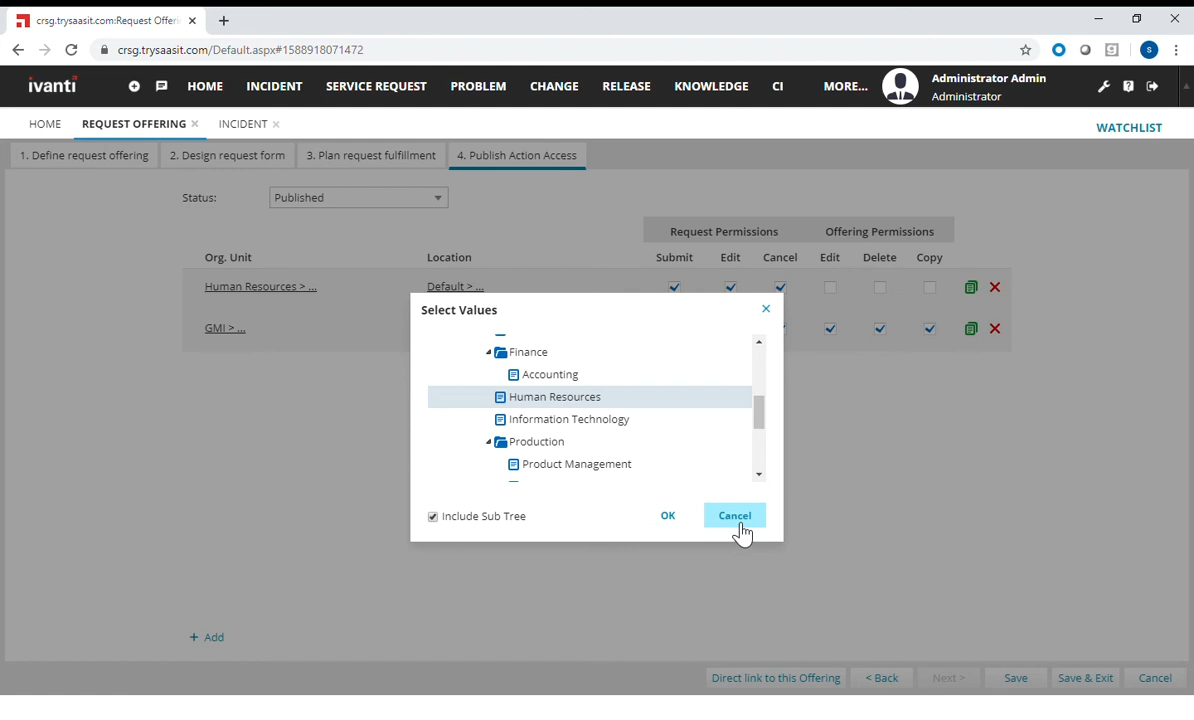 crsg.trysaasit.com:Request Offeri
crsg.trysaasit.com/Default.aspx#1588918071472
S
ivanti
HOME INCIDENT SERVICE REQUEST PROBLEM CHANGE RELEASE KNOWLEDGE CI MORE...
Administrator Admin
Administrator
HOME REQUEST OFFERING INCIDENT WATCHLIST
1. Define request offering 2. Design request form 3. Plan request fulfillment 4. Publish Action Access
Status: Published
Request Permissions Offering Permissions
Org. Unit Location Submit Edit Cancel Edit Delete Copy
Human Resources > ... Default > ...
GMI > ...
Select Values
Finance
Accounting
Human Resources
Information Technology
Production
Product Management
Include Sub Tree OK Cancel
+ Add
Direct link to this Offering < Back Next > Save Save & Exit Cancel